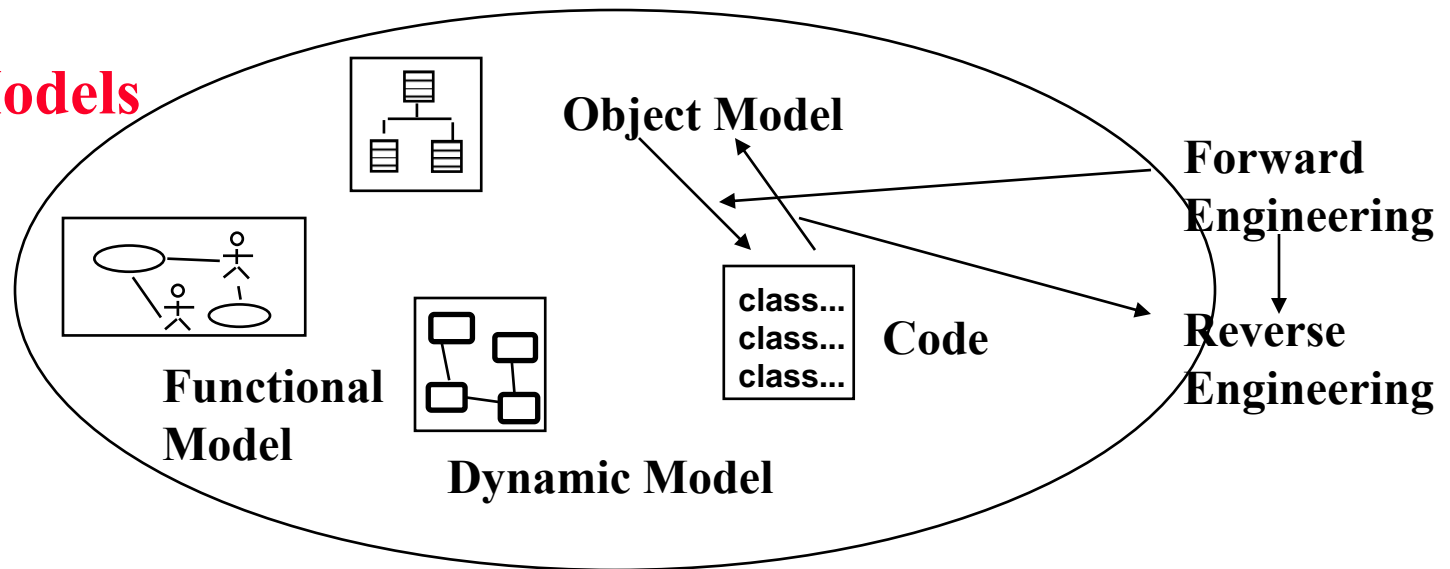 odels
Object Model
Forward
Engineering
class...
class...
class...
Code
Reverse
Engineering
Functional
Model
Dynamic Model